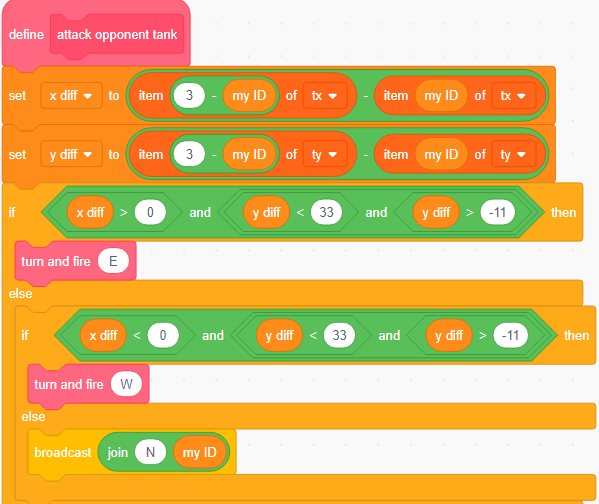 define attack opponent tank
set x diff to item 3 - my ID of tx - item my ID of tx
set y diff to item 3 - my ID of ty - item my ID of ty
if x diff > 0 and y diff < 33 and y diff > -11 then
turn and fire E
else
if x diff < 0 and y diff < 33 and y diff > -11 then
turn and fire W
else
broadcast join N my ID